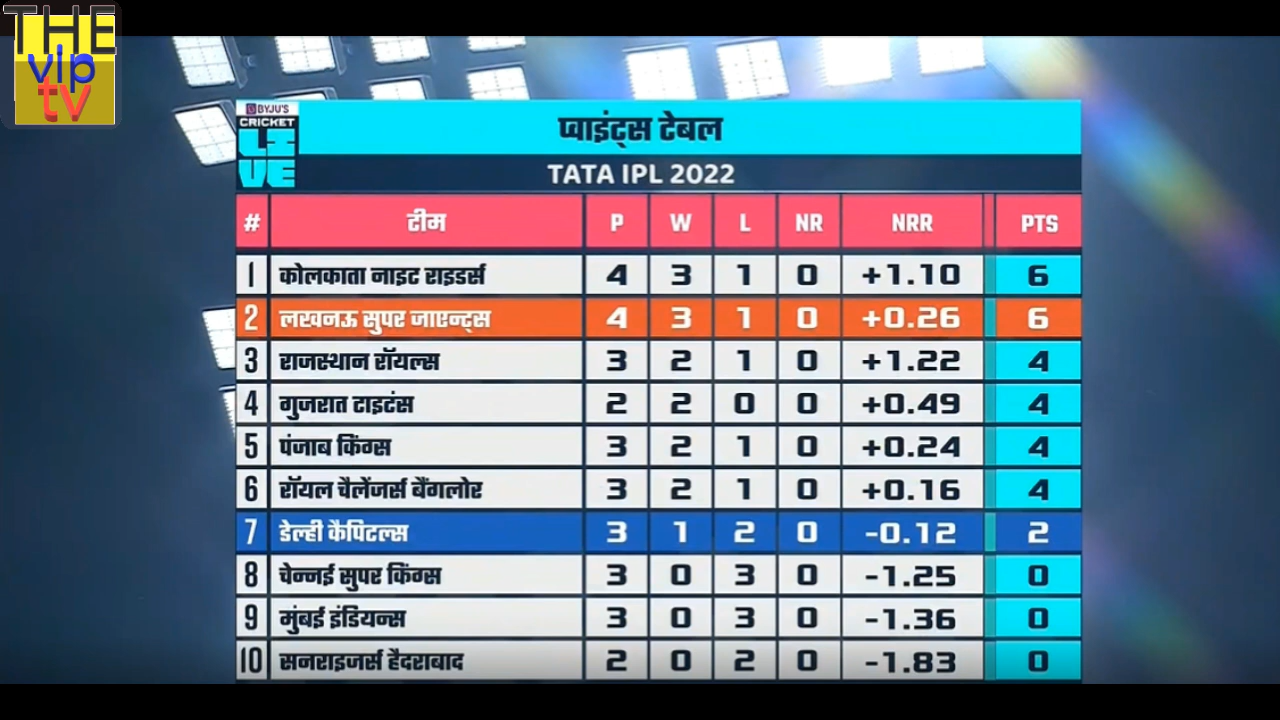 THE
vip
tv
BYJU'S
CRICKET
LIVE
प्वाइंट्स टेबल
TATA IPL 2022
# टीम P W L NR NRR PTS
1 कोलकाता नाइट राइडर्स 4 3 1 0 +1.10 6
2 लखनऊ सुपर जाएन्ट्स 4 3 1 0 +0.26 6
3 राजस्थान रॉयल्स 3 2 1 0 +1.22 4
4 गुजरात टाइटंस 2 2 0 0 +0.49 4
5 पंजाब किंग्स 3 2 1 0 +0.24 4
6 रॉयल चैलेंजर्स बैंगलोर 3 2 1 0 +0.16 4
7 डेल्ही कैपिटल्स 3 1 2 0 -0.12 2
8 चेन्नई सुपर किंग्स 3 0 3 0 -1.25 0
9 मुंबई इंडियन्स 3 0 3 0 -1.36 0
10 सनराइजर्स हैदराबाद 2 0 2 0 -1.83 0